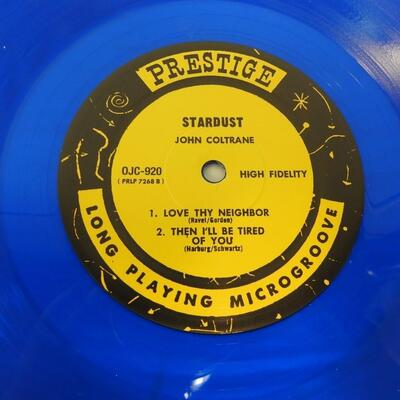 PRESTIGE
STARDUST
JOHN COLTRANE
OJC-920
(PRLP 7268 B)
HIGH FIDELITY
1. LOVE THY NEIGHBOR
(Ravel/Gordon)
2. THEN I'LL BE TIRED
OF YOU
(Harburg/Schwartz)
LONG PLAYING MICROGROOVE